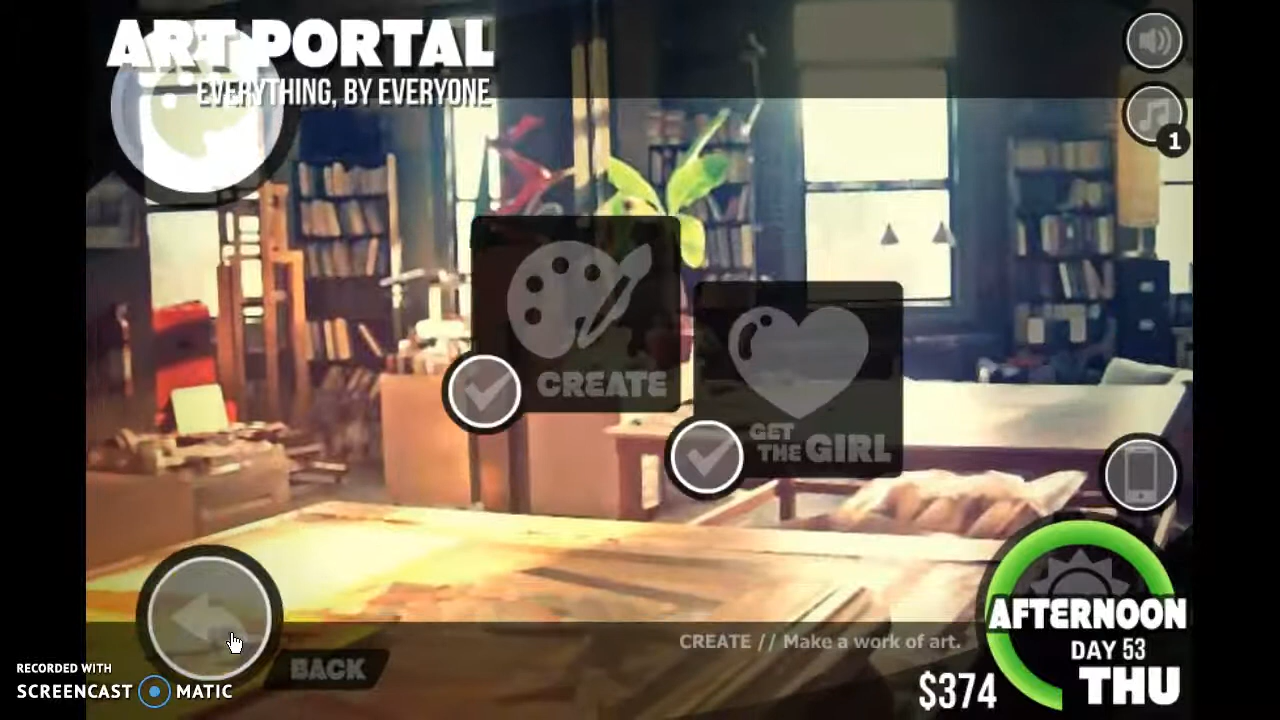 ART PORTAL
EVERYTHING, BY EVERYONE
1
CREATE
GET
THE GIRL
BACK
CREATE // Make a work of art.
AFTERNOON
DAY 53
THU
$374
RECORDED WITH
SCREENCAST MATIC